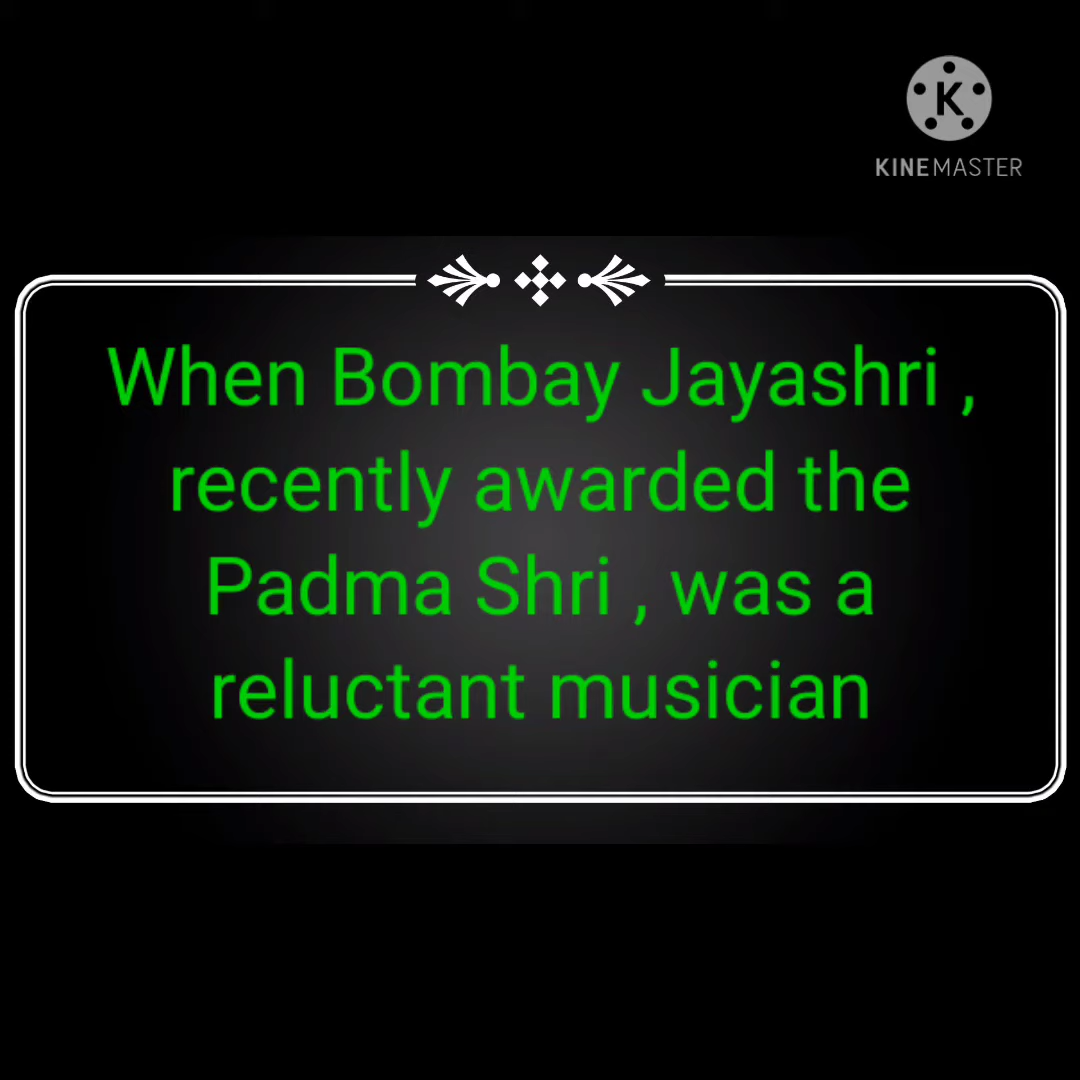 K
KINEMASTER
When Bombay Jayashri ,
recently awarded the
Padma Shri , was a
reluctant musician